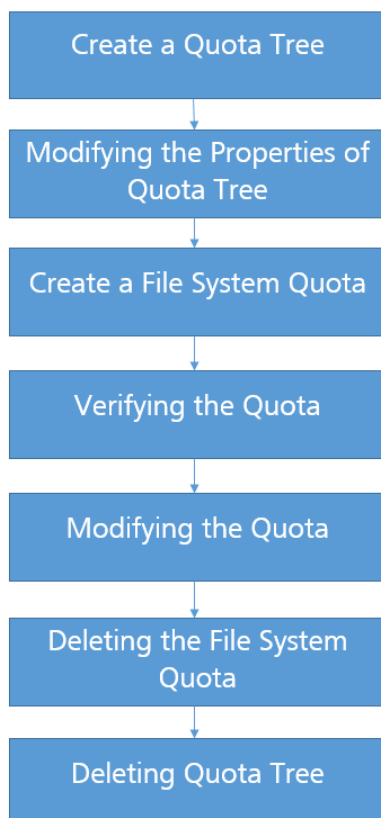 Create a Quota Tree
Modifying the Properties of
Quota Tree
Create a File System Quota
Verifying the Quota
Modifying the Quota
Deleting the File System
Quota
Deleting Quota Tree